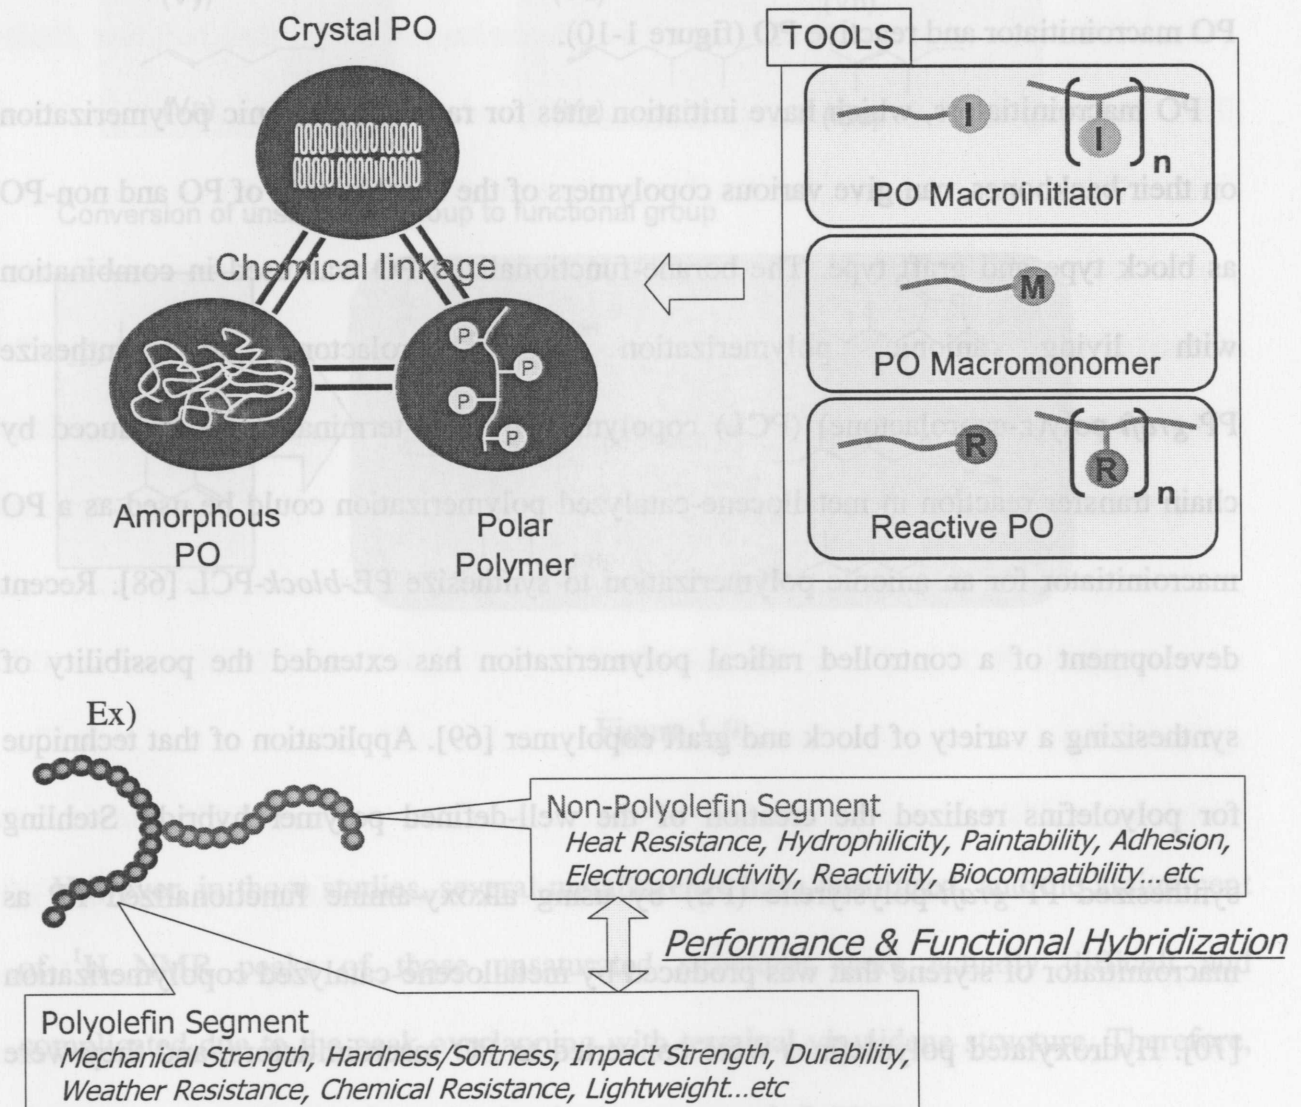 Crystal PO
TOOLS
I
I
n
PO Macroinitiator
Chemical linkage
M
PO Macromonomer
P
P
P
P
R
R
n
Reactive PO
Amorphous
PO
Polar
Polymer
Ex)
Non-Polyolefin Segment
Heat Resistance, Hydrophilicity, Paintability, Adhesion,
Electroconductivity, Reactivity, Biocompatibility...etc
Performance & Functional Hybridization
Polyolefin Segment
Mechanical Strength, Hardness/Softness, Impact Strength, Durability,
Weather Resistance, Chemical Resistance, Lightweight...etc